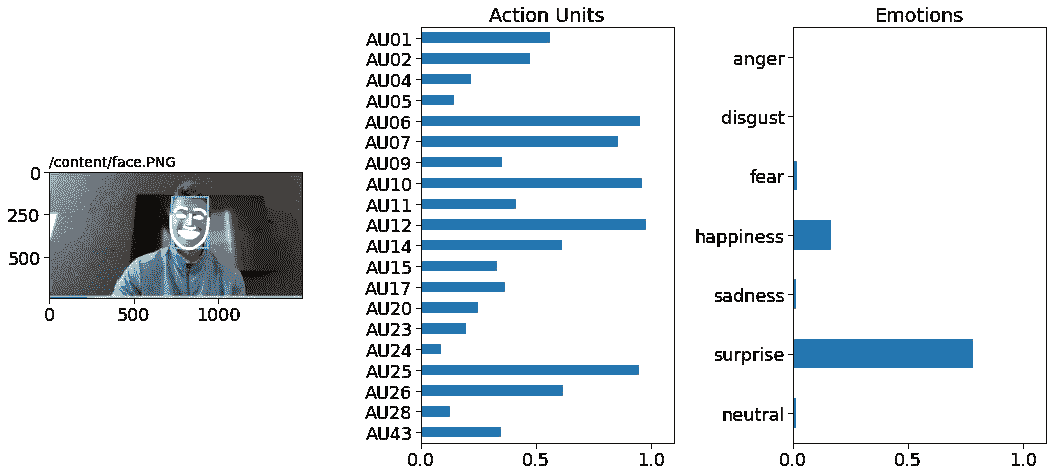 /content/face.PNG
0
250
500
0 500 1000
Action Units
AU01
AU02
AU04
AU05
AU06
AU07
AU09
AU10
AU11
AU12
AU14
AU15
AU17
AU20
AU23
AU24
AU25
AU26
AU28
AU43
0.0 0.5 1.0
Emotions
anger
disgust
fear
happiness
sadness
surprise
neutral
0.0 0.5 1.0